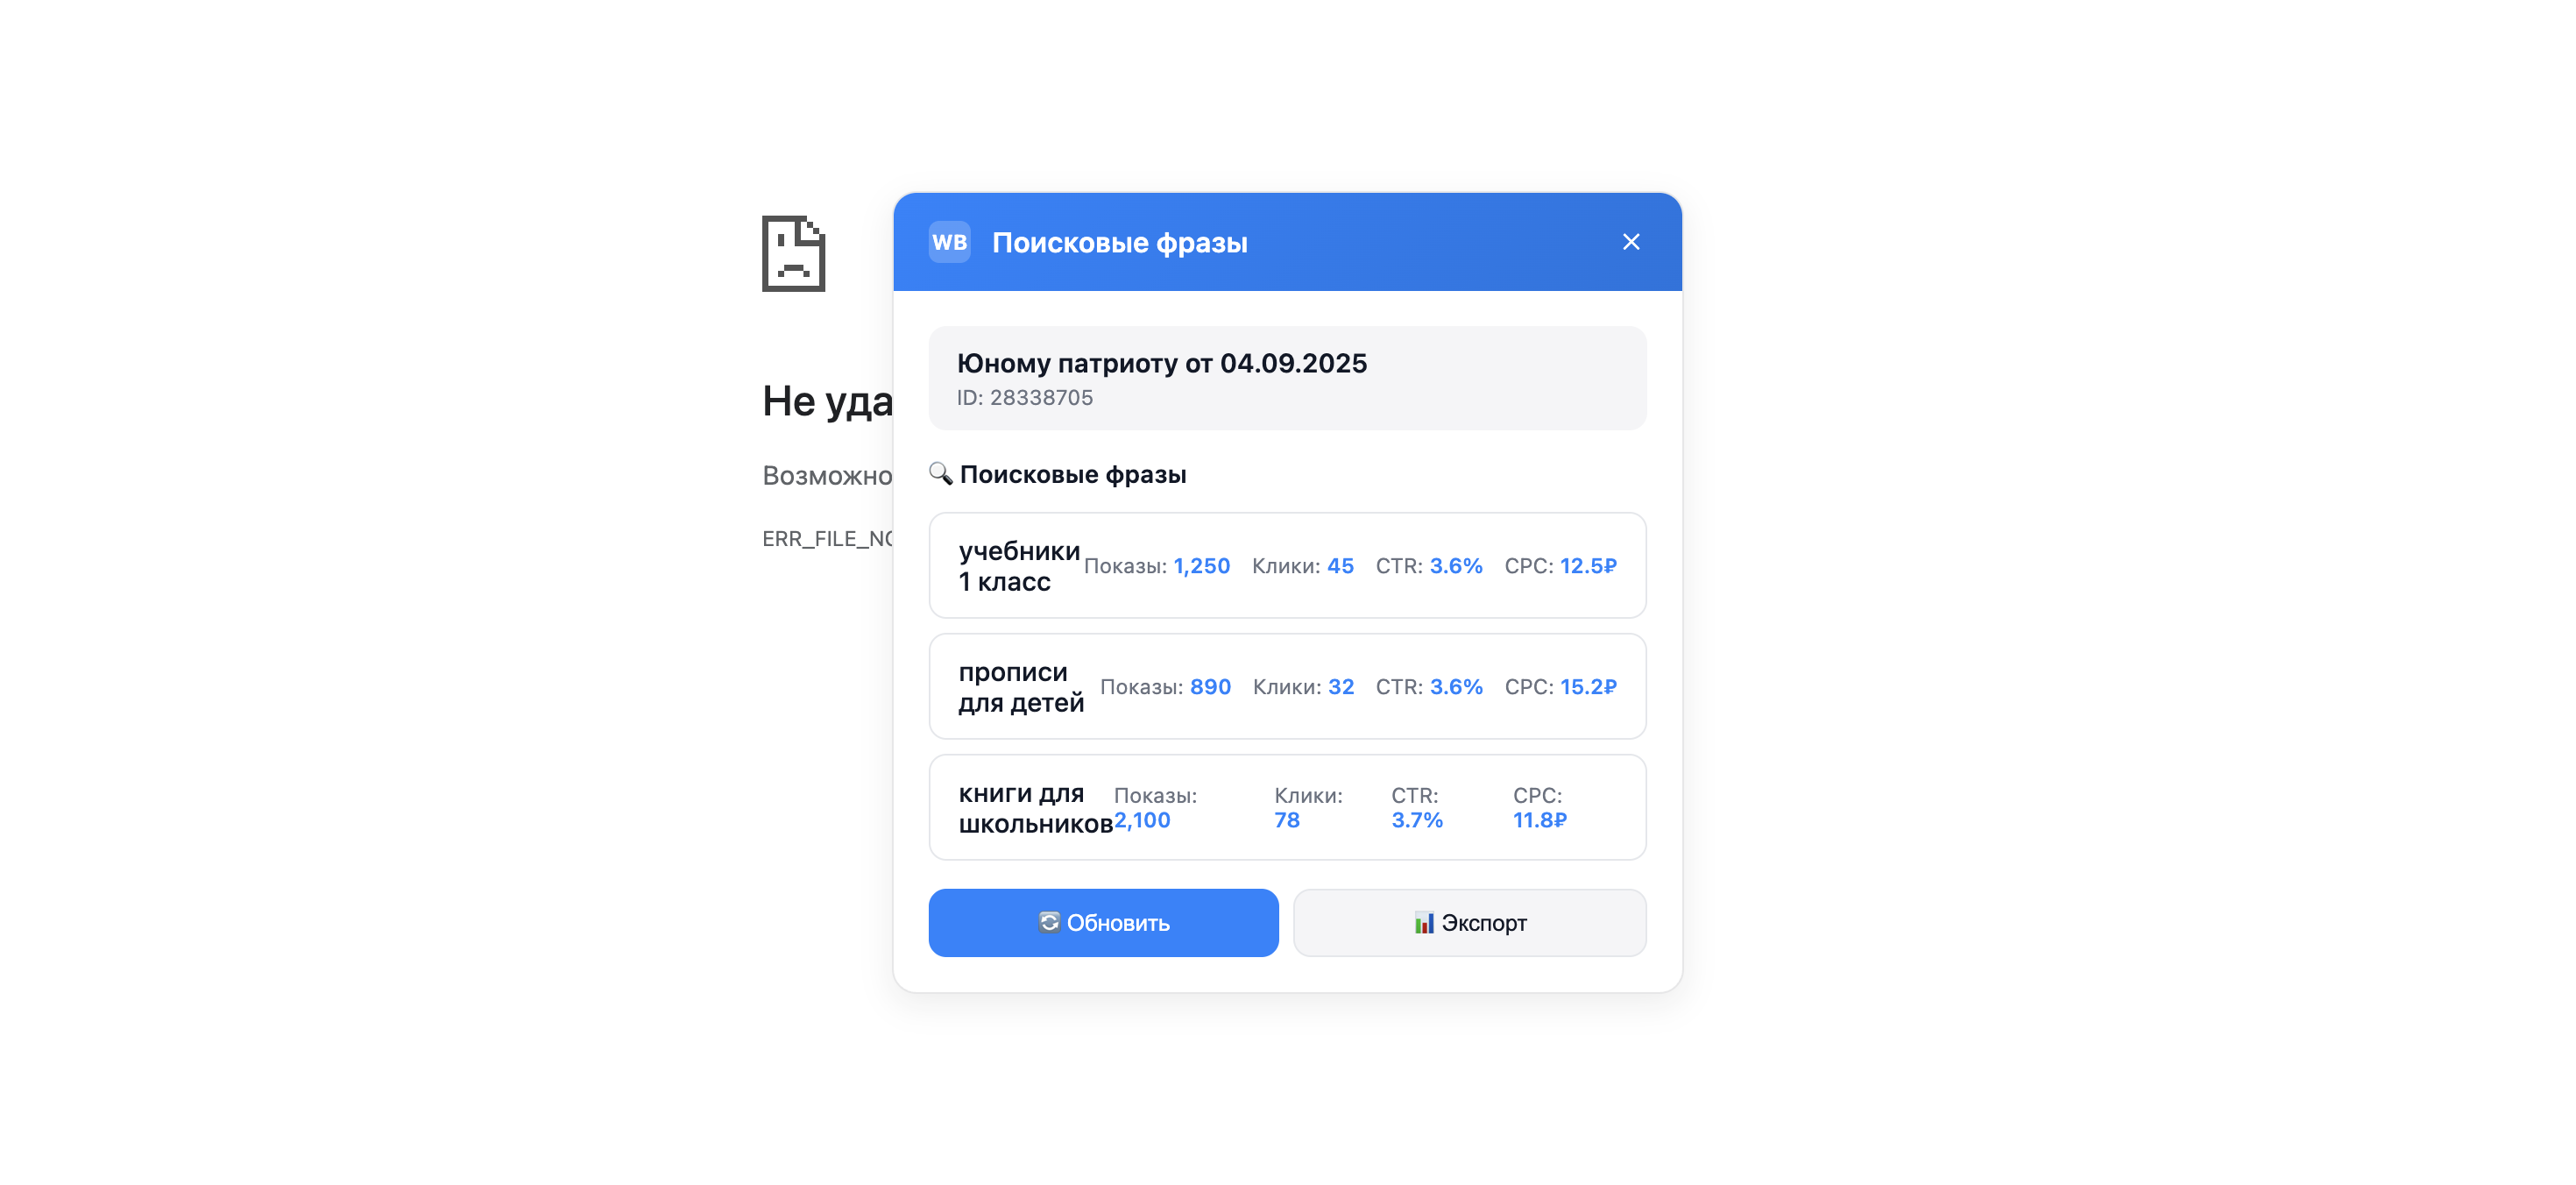 WB Поисковые фразы ×
Юному патриоту от 04.09.2025
ID: 28338705
Не уда
Возможно
ERR_FILE_NO
🔍 Поисковые фразы
учебники
1 класс
Показы: 1,250 Клики: 45 CTR: 3.6% CPC: 12.5₽
прописи
для детей
Показы: 890 Клики: 32 CTR: 3.6% CPC: 15.2₽
книги для
школьников
Показы: 2,100 Клики: 78 CTR: 3.7% CPC: 11.8₽
🔄 Обновить
📊 Экспорт